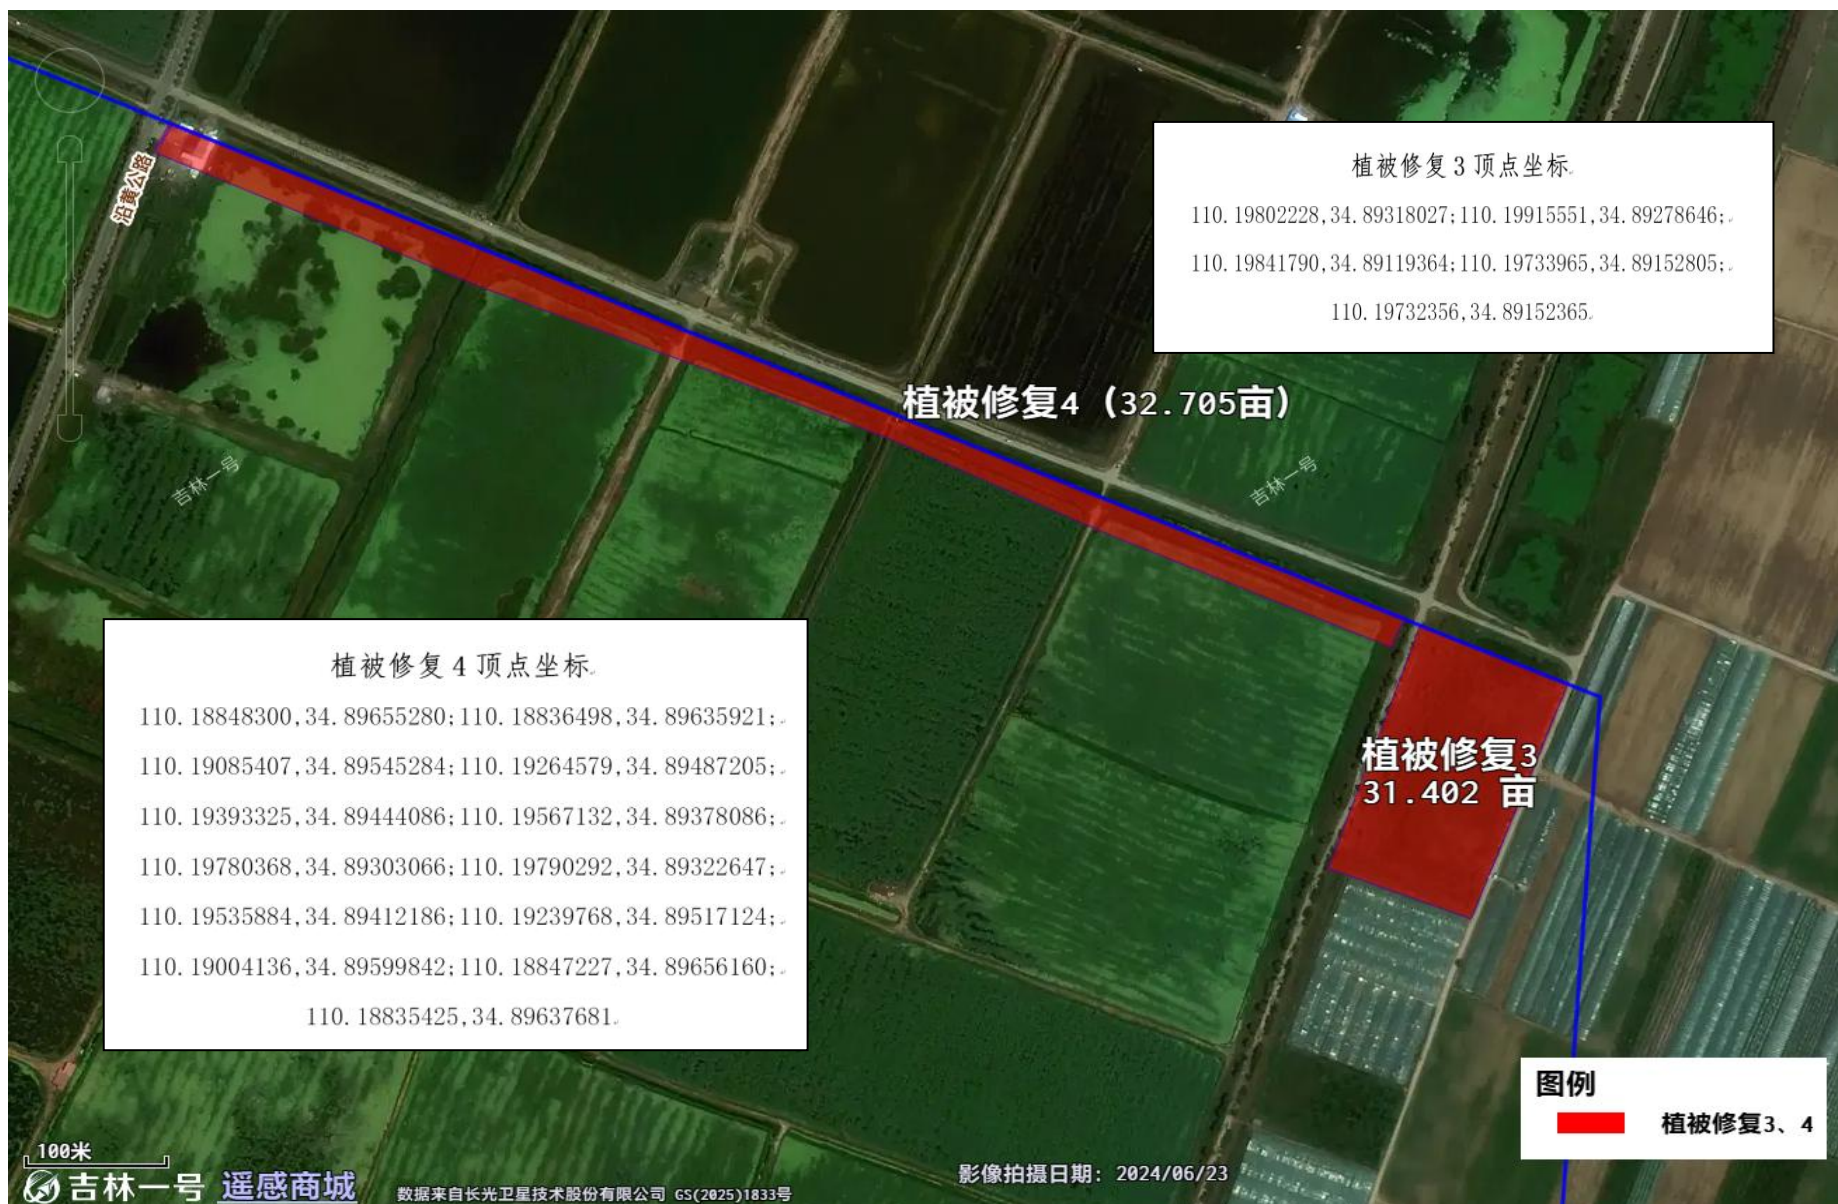 沿黄公路
植被修复3顶点坐标
110.19802228,34.89318027;110.19915551,34.89278646;
110.19841790,34.89119364;110.19733965,34.89152805;
110.19732356,34.89152365
植被修复4（32.705亩）
吉林一号
吉林一号
植被修复4顶点坐标
110.18848300,34.89655280;110.18836498,34.89635921;
110.19085407,34.89545284;110.19264579,34.89487205;
110.19393325,34.89444086;110.19567132,34.89378086;
110.19780368,34.89303066;110.19790292,34.89322647;
110.19535884,34.89412186;110.19239768,34.89517124;
110.19004136,34.89599842;110.18847227,34.89656160;
110.18835425,34.89637681
植被修复3
31.402 亩
图例
植被修复3、4
100米
吉林一号 遥感商城
数据来自长光卫星技术股份有限公司 GS(2025)1833号
影像拍摄日期: 2024/06/23